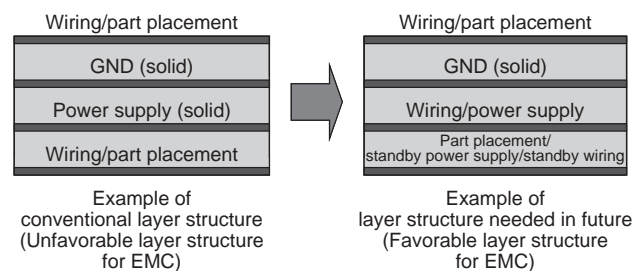 Wiring/part placement
GND (solid)
Power supply (solid)
Wiring/part placement
Example of
conventional layer structure
(Unfavorable layer structure
for EMC)
Wiring/part placement
GND (solid)
Wiring/power supply
Part placement/
standby power supply/standby wiring
Example of
layer structure needed in future
(Favorable layer structure
for EMC)